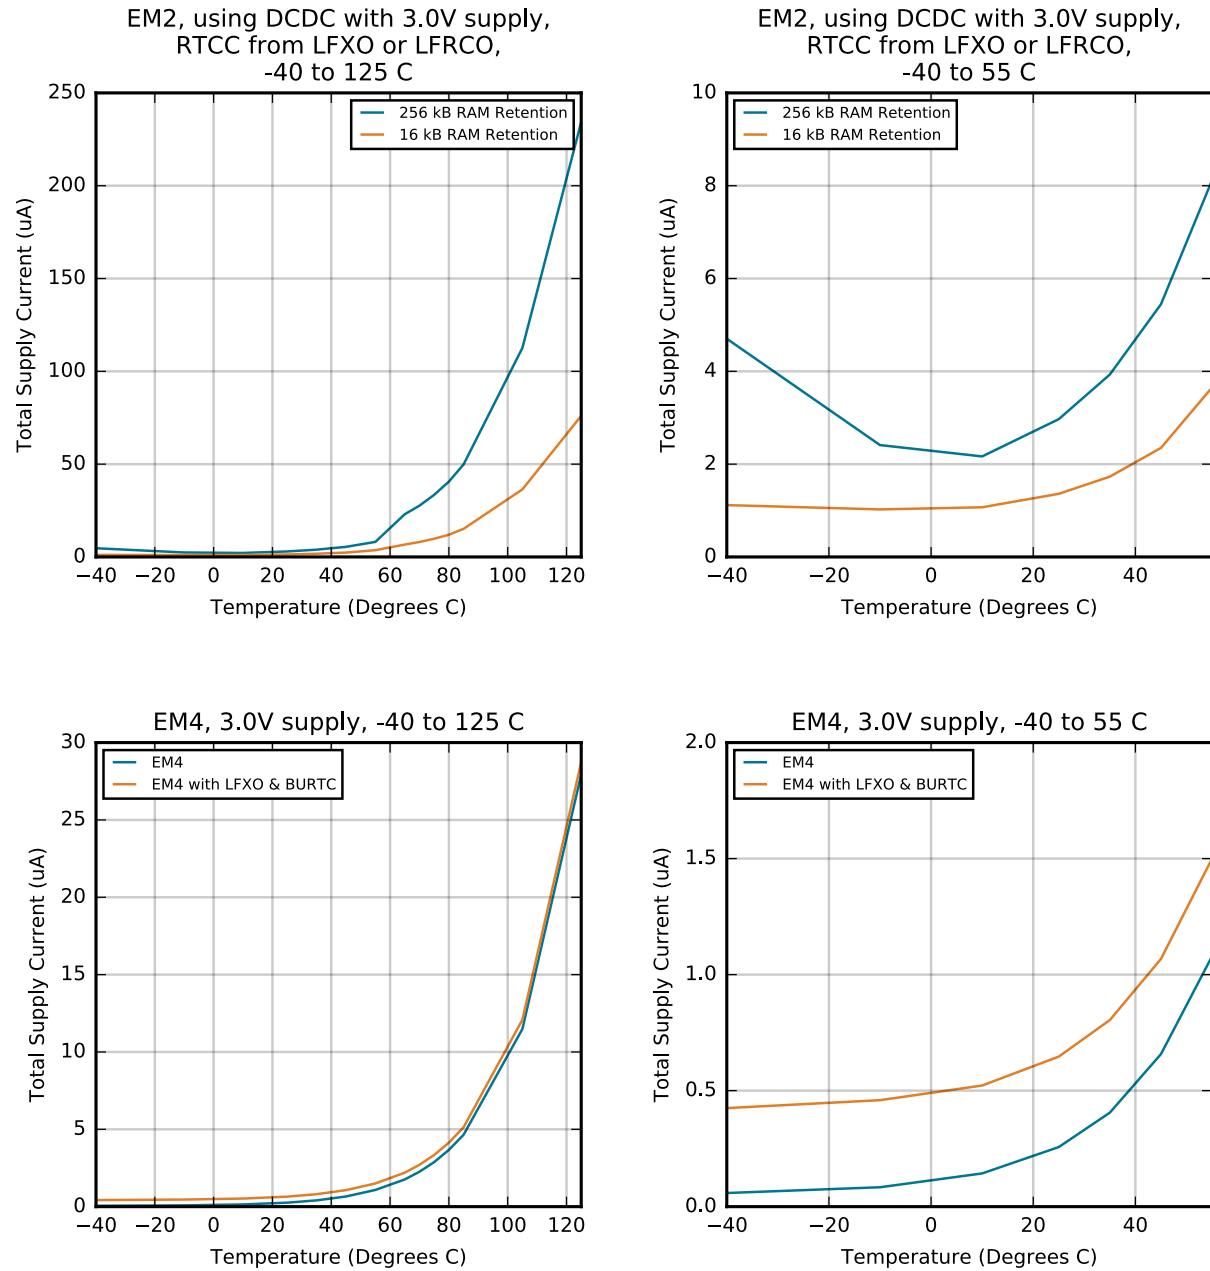 EM2, using DCDC with 3.0V supply,
RTCC from LFXO or LFRCO,
-40 to 125 C
250
200
150
100
50
0
Total Supply Current (uA)
256 kB RAM Retention
16 kB RAM Retention
−40 −20 0 20 40 60 80 100 120
Temperature (Degrees C)
EM2, using DCDC with 3.0V supply,
RTCC from LFXO or LFRCO,
-40 to 55 C
10
8
6
4
2
0
Total Supply Current (uA)
256 kB RAM Retention
16 kB RAM Retention
−40 −20 0 20 40
Temperature (Degrees C)
EM4, 3.0V supply, -40 to 125 C
30
25
20
15
10
5
0
Total Supply Current (uA)
EM4
EM4 with LFXO & BURTC
−40 −20 0 20 40 60 80 100 120
Temperature (Degrees C)
EM4, 3.0V supply, -40 to 55 C
2.0
1.5
1.0
0.5
0.0
Total Supply Current (uA)
EM4
EM4 with LFXO & BURTC
−40 −20 0 20 40
Temperature (Degrees C)